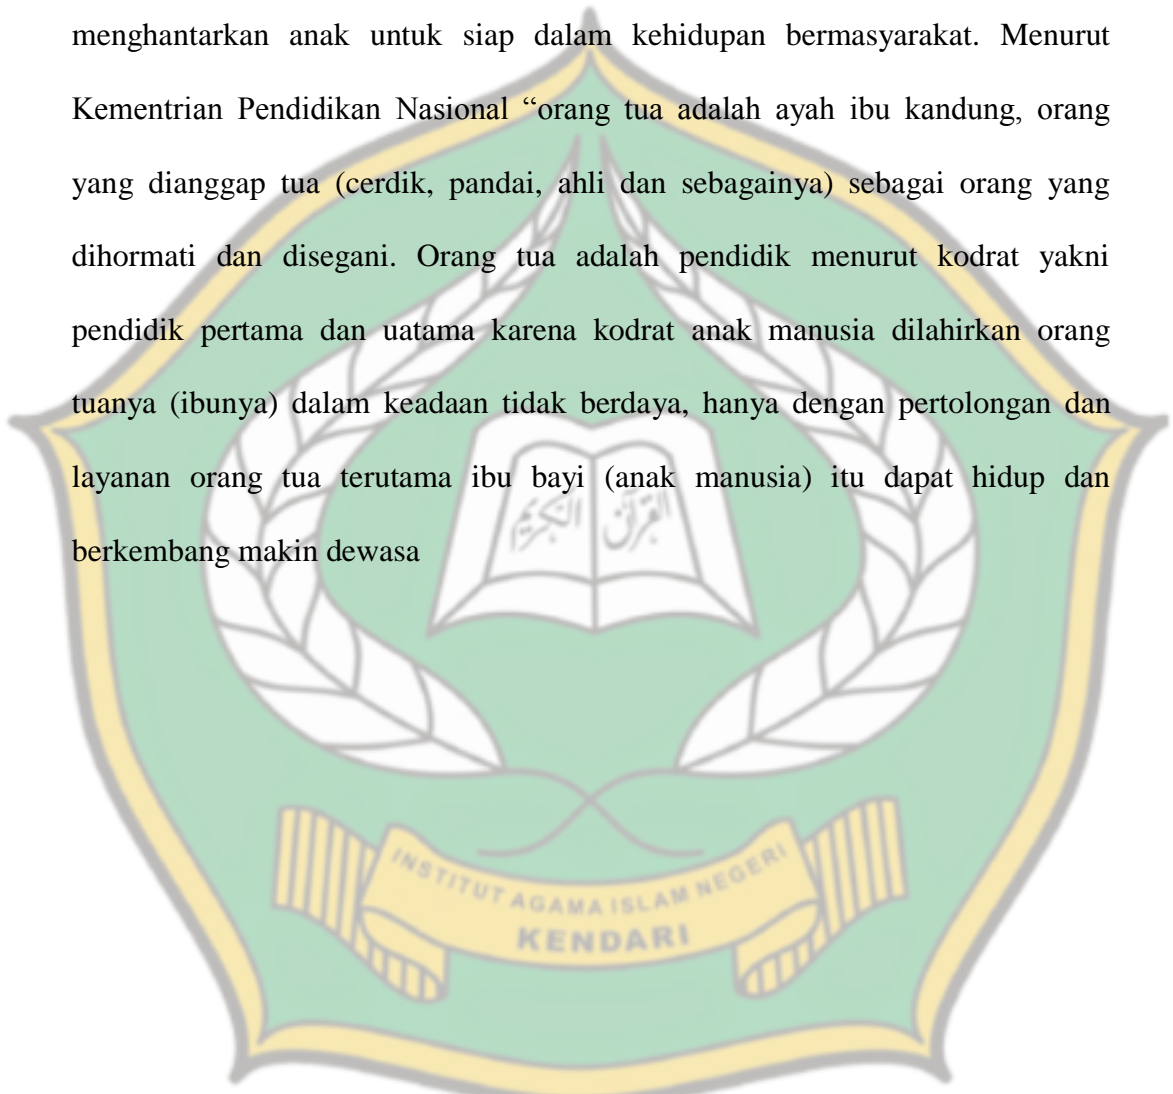 menghantarkan anak untuk siap dalam kehidupan bermasyarakat. Menurut
Kementrian Pendidikan Nasional “orang tua adalah ayah ibu kandung, orang
yang dianggap tua (cerdik, pandai, ahli dan sebagainya) sebagai orang yang
dihormati dan disegani. Orang tua adalah pendidik menurut kodrat yakni
pendidik pertama dan uatama karena kodrat anak manusia dilahirkan orang
tuanya (ibunya) dalam keadaan tidak berdaya, hanya dengan pertolongan dan
layanan orang tua terutama ibu bayi (anak manusia) itu dapat hidup dan
berkembang makin dewasa
القرآن الكريم
INSTITUT AGAMA ISLAM NEGERI
KENDARI